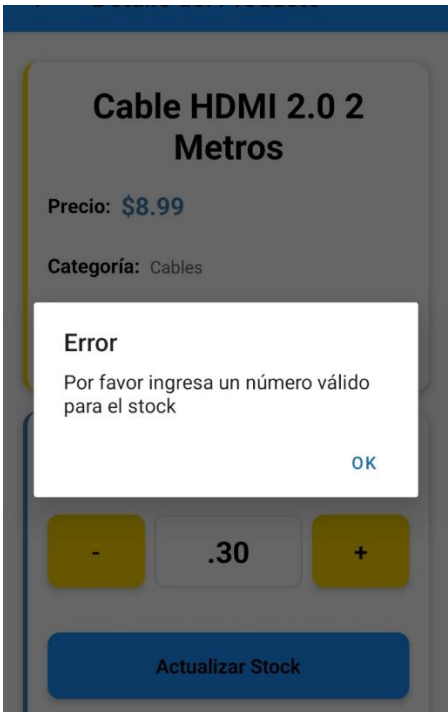 Cable HDMI 2.0 2
Metros
Precio: $8.99
Categoría: Cables
Error
Por favor ingresa un número válido
para el stock
OK
- .30 +
Actualizar Stock